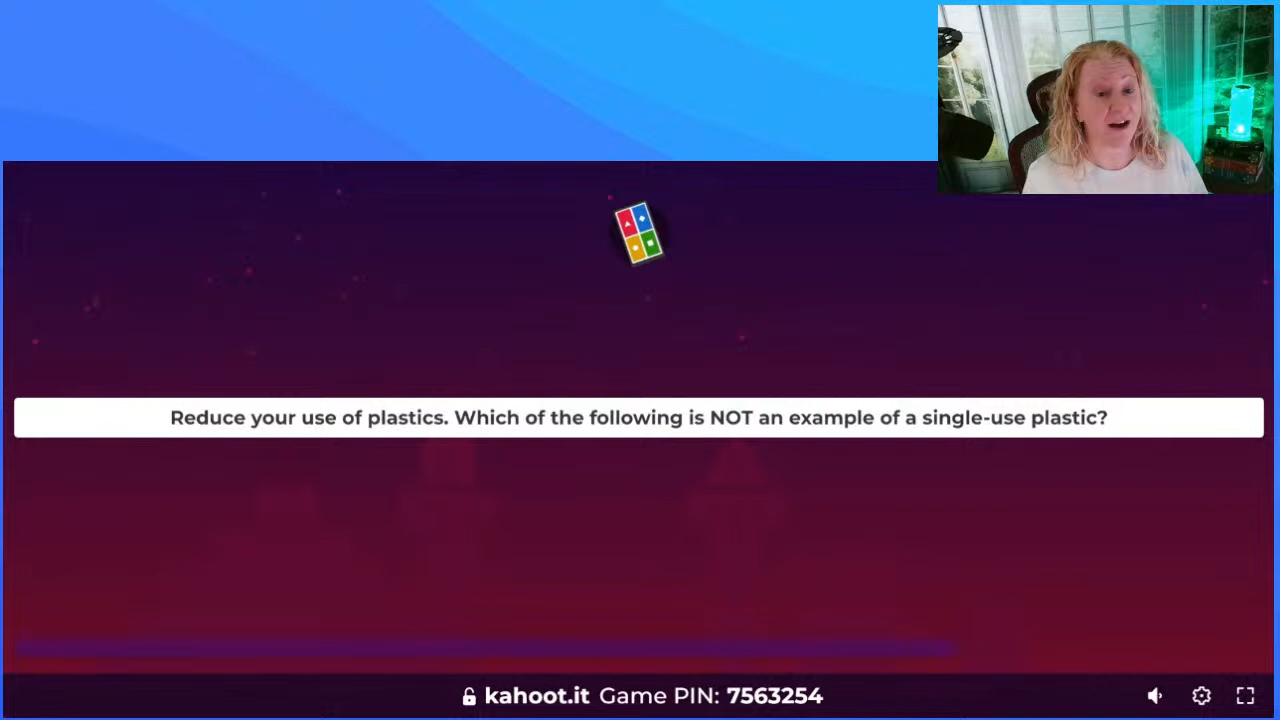 Reduce your use of plastics. Which of the following is NOT an example of a single-use plastic?
kahoot.it Game PIN: 7563254